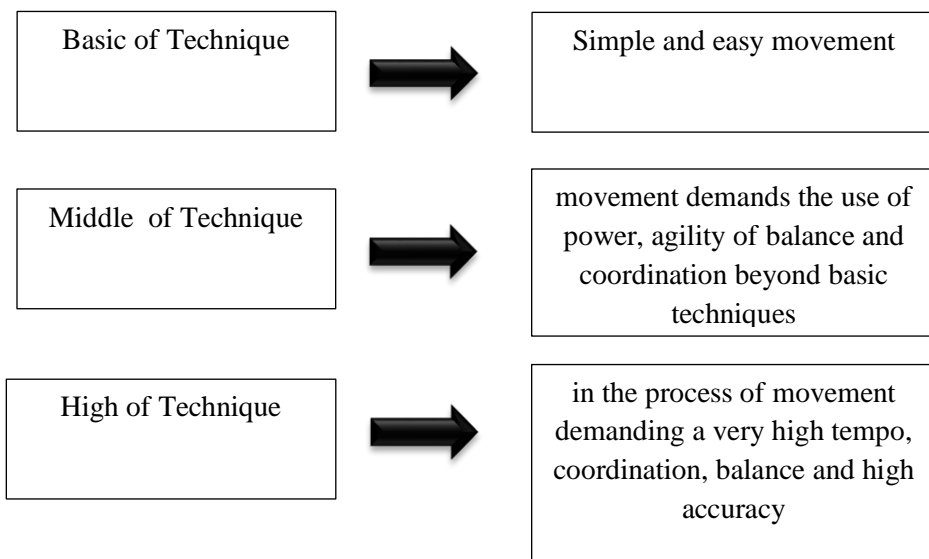 Basic of Technique
Simple and easy movement
Middle of Technique
movement demands the use of
power, agility of balance and
coordination beyond basic
techniques
High of Technique
in the process of movement
demanding a very high tempo,
coordination, balance and high
accuracy